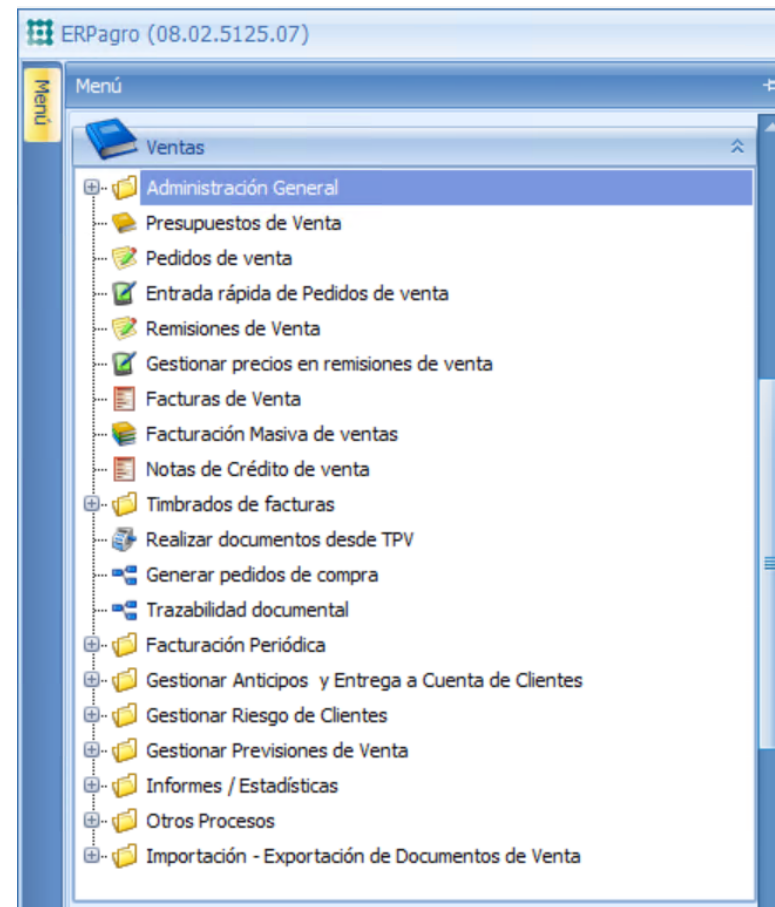 ERPagro (08.02.5125.07)
Menú
Menú
Ventas
Administración General
Presupuestos de Venta
Pedidos de venta
Entrada rápida de Pedidos de venta
Remisiones de Venta
Gestionar precios en remisiones de venta
Facturas de Venta
Facturación Masiva de ventas
Notas de Crédito de venta
Timbrados de facturas
Realizar documentos desde TPV
Generar pedidos de compra
Trazabilidad documental
Facturación Periódica
Gestionar Anticipos  y Entrega a Cuenta de Clientes
Gestionar Riesgo de Clientes
Gestionar Previsiones de Venta
Informes / Estadísticas
Otros Procesos
Importación - Exportación de Documentos de Venta